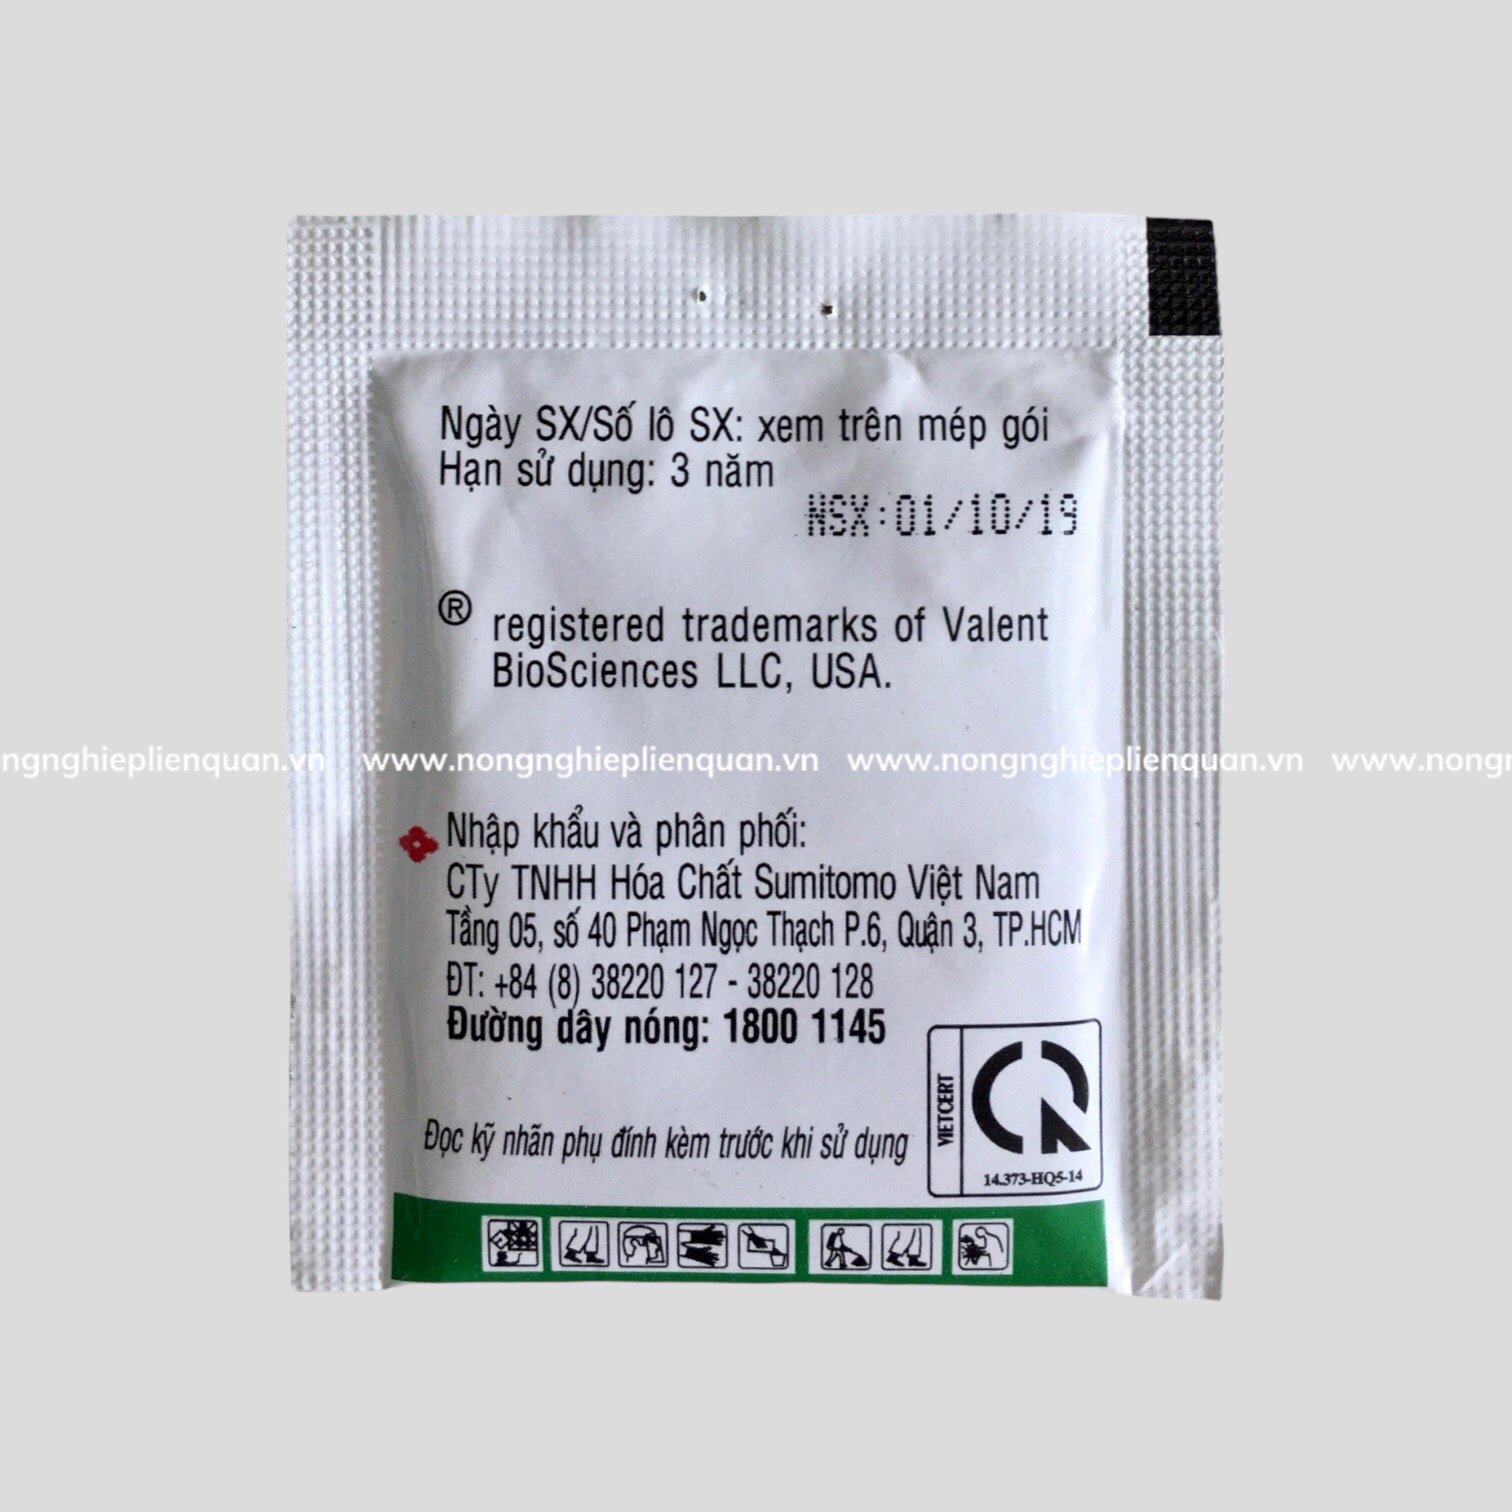 Ngày SX/Số lô SX: xem trên mép gói
Hạn sử dụng: 3 năm
NSX:01/10/19
® registered trademarks of Valent
BioSciences LLC, USA.
ngnghieplienquan.vn www.nongnghieplienquan.vn www.nongnghieplienquan.vn www.nongn
Nhập khẩu và phân phối:
CTy TNHH Hóa Chất Sumitomo Việt Nam
Tầng 05, số 40 Phạm Ngọc Thạch P.6, Quận 3, TP.HCM
ĐT: +84 (8) 38220 127 - 38220 128
Đường dây nóng: 1800 1145
VIETCERT
14.373-HQ5-14
Đọc kỹ nhãn phụ đính kèm trước khi sử dụng